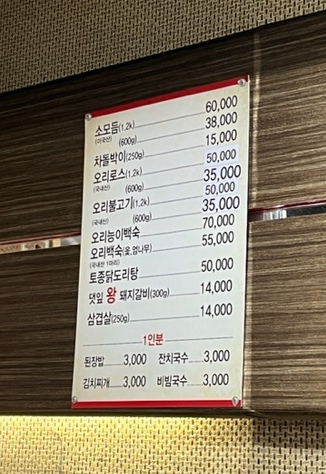 소모듬(1.2k) 60,000
(미국산) (600g) 38,000
차돌박이(250g) 15,000
오리로스(1.2k) 50,000
(국내산) (600g) 35,000
오리불고기(1.2k) 50,000
(국내산) (600g) 35,000
오리능이백숙 70,000
오리백숙(옻,엄나무) 55,000
(국내산 1마리)
토종닭도리탕 50,000
댓잎 왕 돼지갈비(300g) 14,000
삼겹살(250g) 14,000
1인분
된장밥 3,000 잔치국수 3,000
김치찌개 3,000 비빔국수 3,000